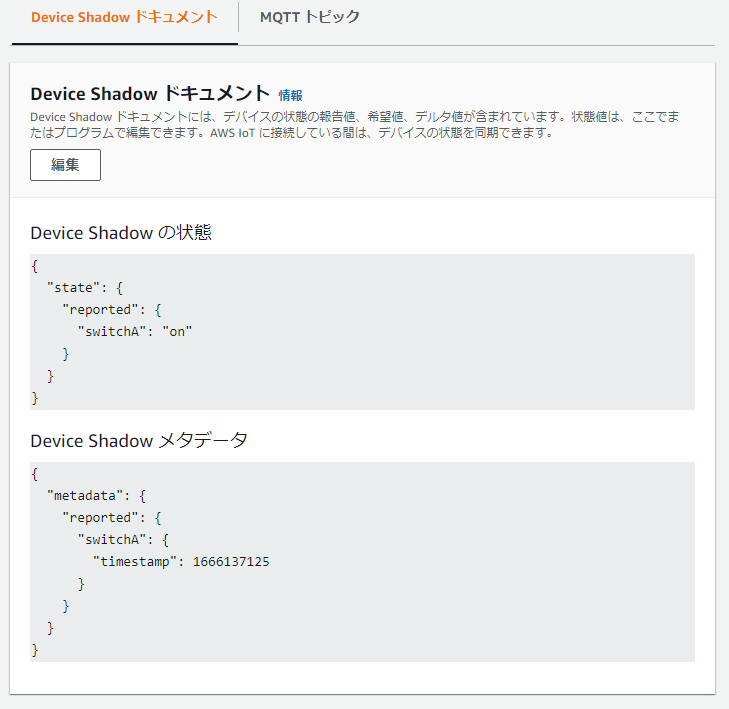 Device Shadow ドキュメント
MQTT トピック
Device Shadow ドキュメント 情報
Device Shadow ドキュメントには、デバイスの状態の報告値、希望値、デルタ値が含まれています。状態値は、ここでま
たはプログラムで編集できます。AWS IoT に接続している間は、デバイスの状態を同期できます。
編集
Device Shadow の状態
{
  "state": {
    "reported": {
      "switchA": "on"
    }
  }
}
Device Shadow メタデータ
{
  "metadata": {
    "reported": {
      "switchA": {
        "timestamp": 1666137125
      }
    }
  }
}